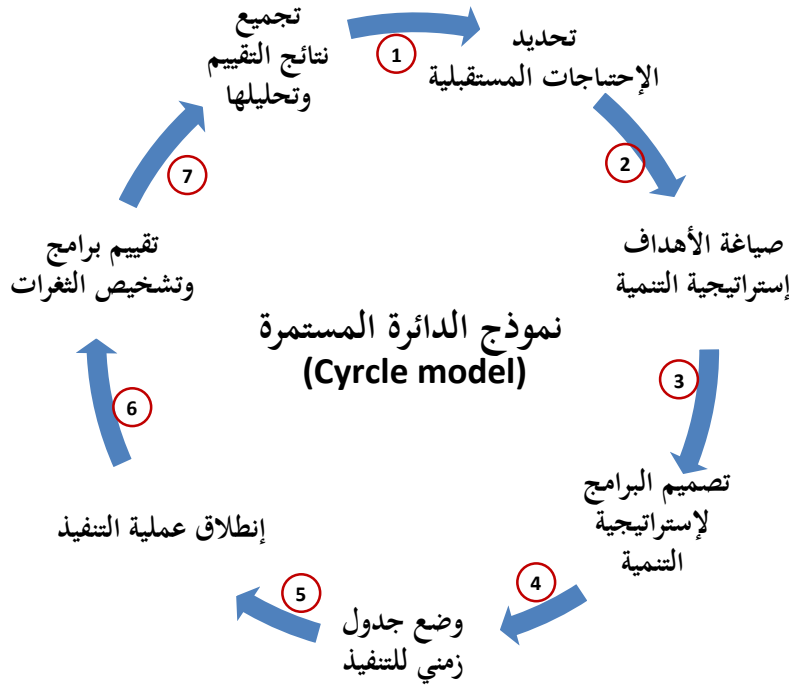 تجميع
نتائج التقييم
وتحليلها
1
تحديد
الإحتباجات المستقبلية
2
صياغة الأهداف
إستراتيجية التنمية
3
تصميم البرامج
لإستراتيجية
التنمية
4
وضع جدول
زمني للتنفيذ
5
إنطلاق عملية التنفيذ
6
تقييم برامج
وتشخيص الثغرات
7
نموذج الدائرة المستمرة
(Cyrcle model)